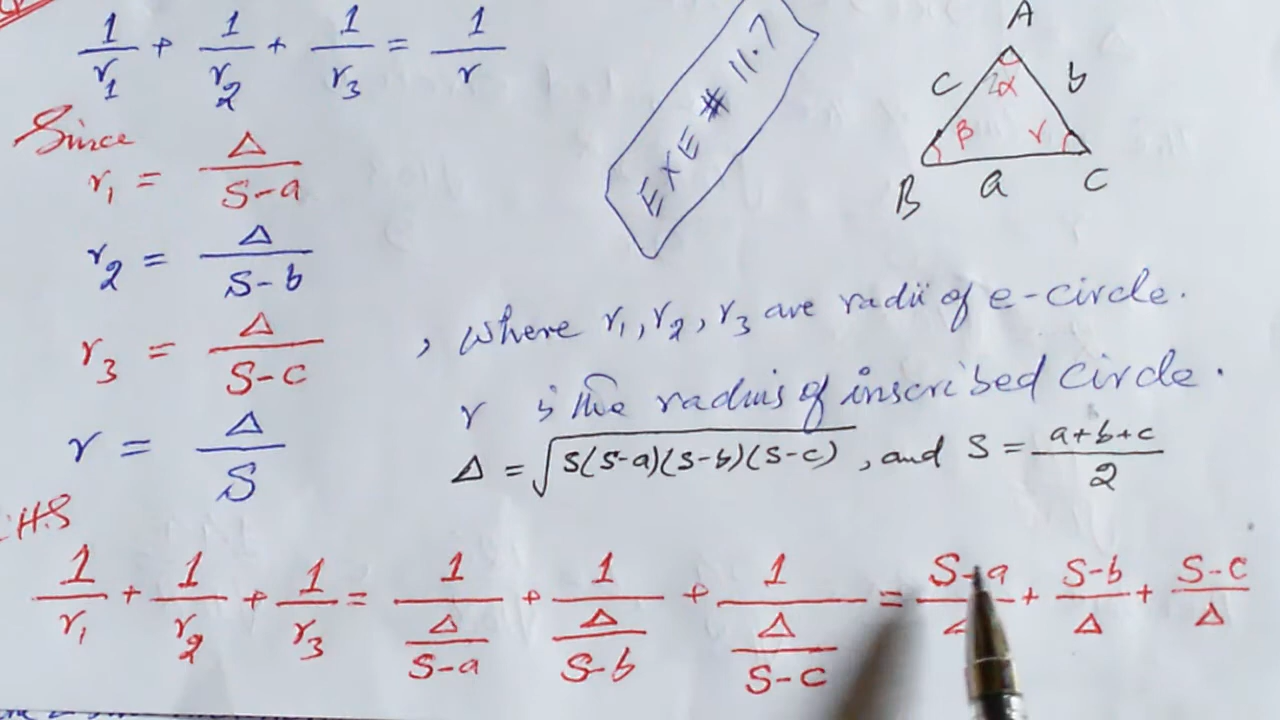 1/r₁ + 1/r₂ + 1/r₃ = 1/r
EXE # 11.7
A
c α b
β γ
B a C
Since
r₁ = Δ/(S-a)
r₂ = Δ/(S-b)
r₃ = Δ/(S-c)
, where r₁, r₂, r₃ are radii of e-circle.
r is the radius of inscribed circle.
r = Δ/S
Δ = √(S(S-a)(S-b)(S-c)) , and S = (a+b+c)/2
.H.S
1/r₁ + 1/r₂ + 1/r₃ = 1/(Δ/(S-a)) + 1/(Δ/(S-b)) + 1/(Δ/(S-c)) = (S-a)/Δ + (S-b)/Δ + (S-c)/Δ